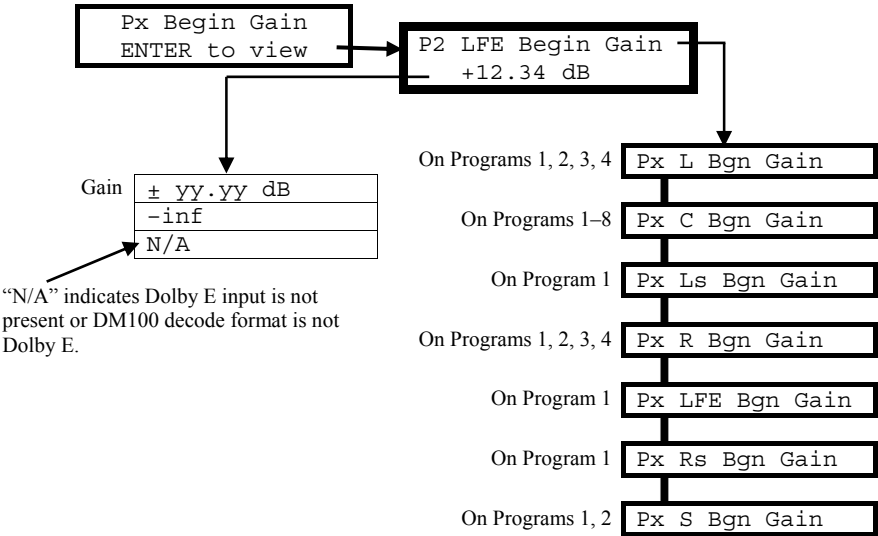 Px Begin Gain
ENTER to view
P2 LFE Begin Gain
+12.34 dB
Gain
± yy.yy dB
–inf
N/A
“N/A” indicates Dolby E input is not
present or DM100 decode format is not
Dolby E.
On Programs 1, 2, 3, 4 Px L Bgn Gain
On Programs 1–8 Px C Bgn Gain
On Program 1 Px Ls Bgn Gain
On Programs 1, 2, 3, 4 Px R Bgn Gain
On Program 1 Px LFE Bgn Gain
On Program 1 Px Rs Bgn Gain
On Programs 1, 2 Px S Bgn Gain